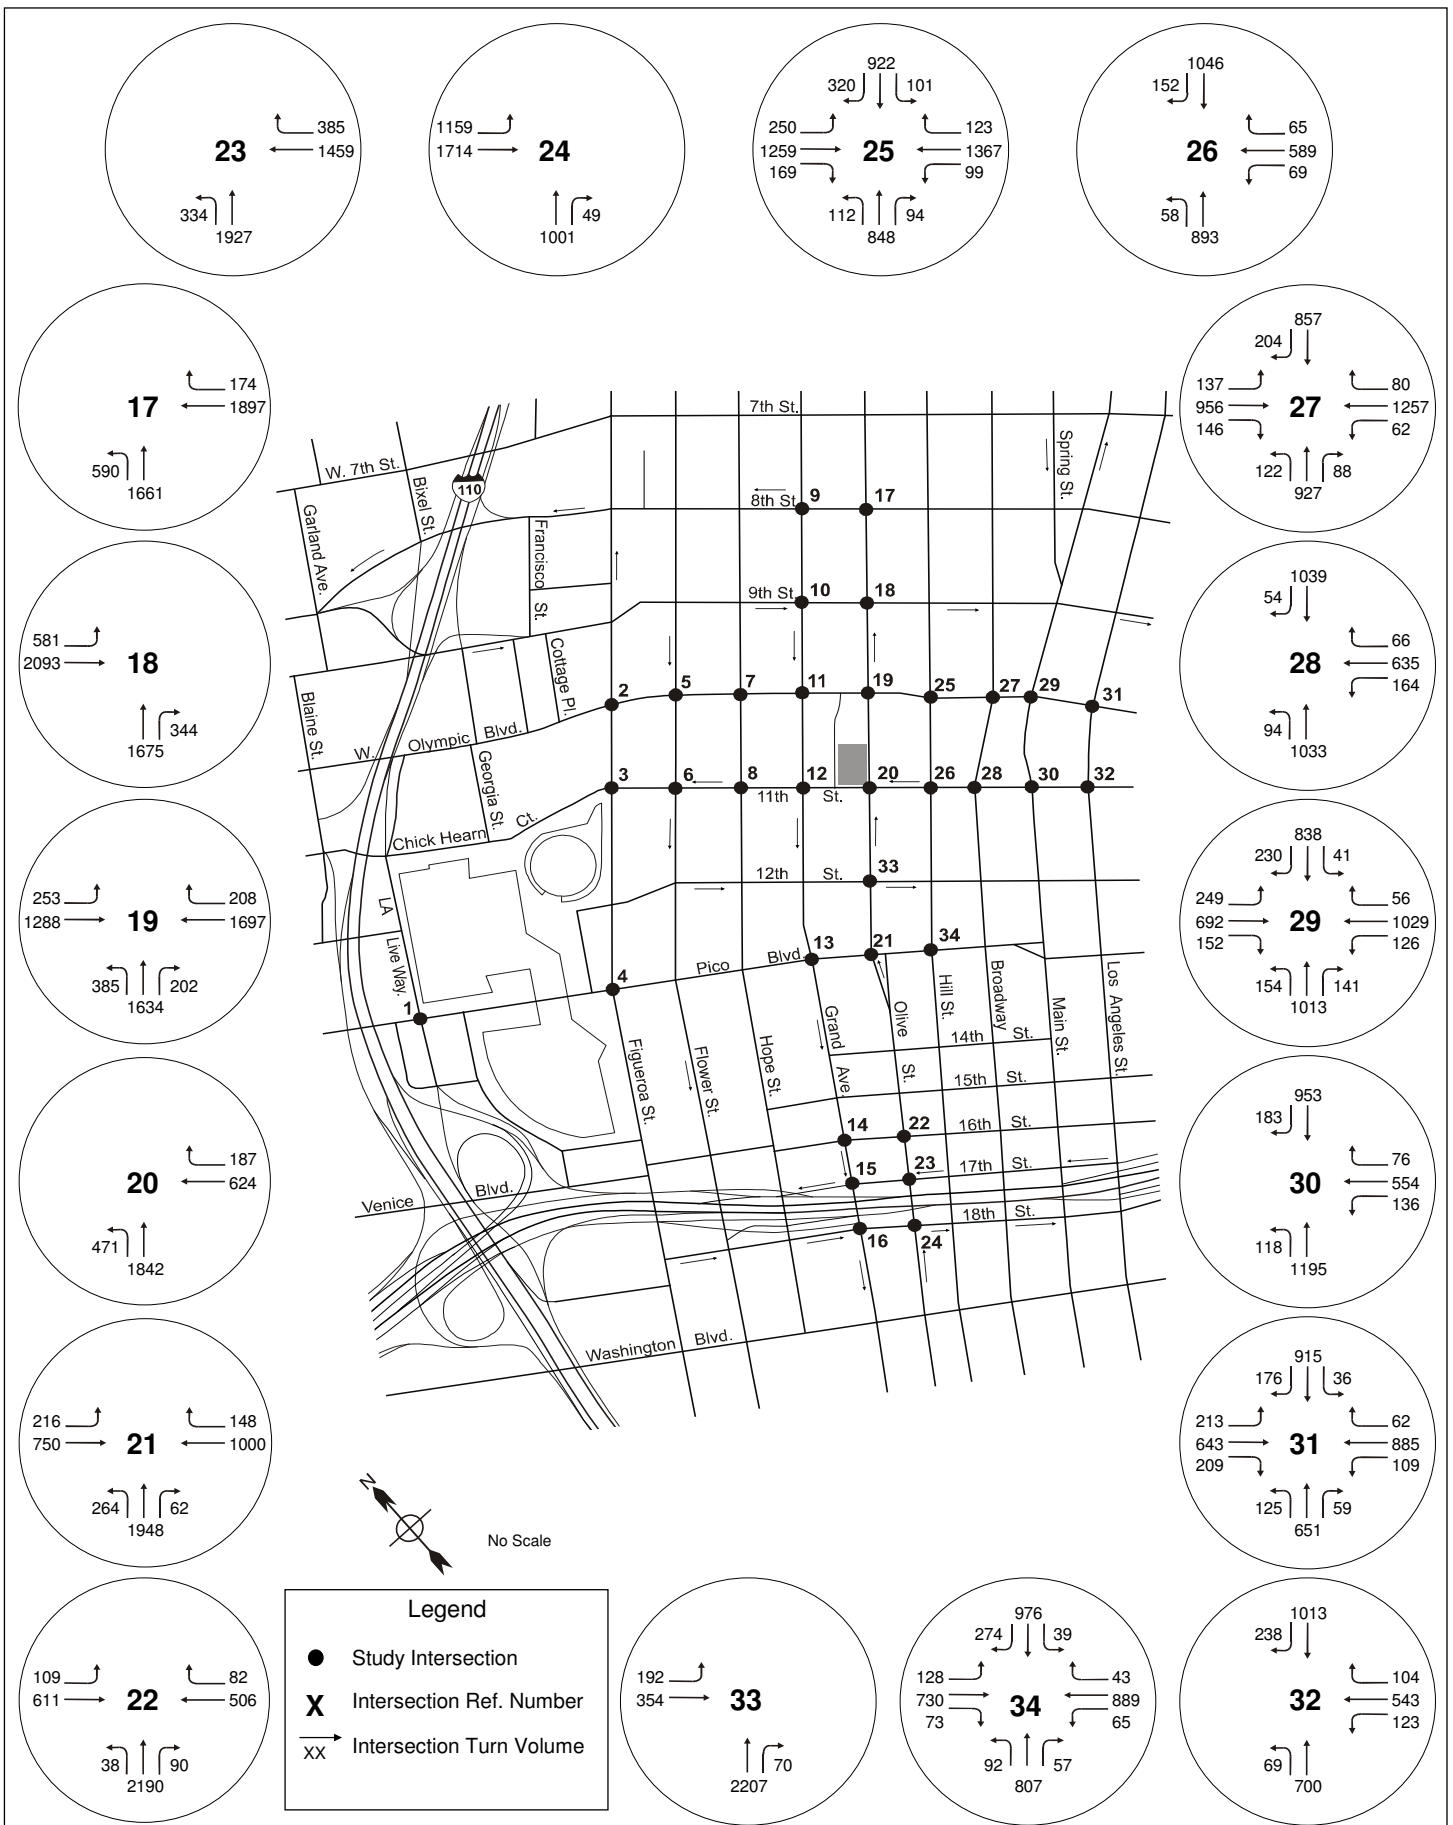 385
1459
23
334
1927
1159
1714
24
49
1001
922
320 101
250 123
1259 25 1367
169 99
112 94
848
1046
152
65
26 589
69
58
893
174
17 1897
590
1661
857
204
137 80
956 27 1257
146 62
122 88
927
581
2093 18
344
1675
1039
54
66
28 635
164
94
1033
253 208
1288 19 1697
385 202
1634
838
230 41
249 56
692 29 1029
152 126
154 141
1013
187
20 624
471
1842
953
183
76
30 554
136
118
1195
216 148
750 21 1000
264 62
1948
915
176 36
213 62
643 31 885
209 109
125 59
651
109 82
611 22 506
38 90
2190
192
354 33
70
2207
976
274 39
128 43
730 34 889
73 65
92 57
807
1013
238
104
32 543
123
69
700
7th St.
W. 7th St.
110
Bixel St.
Garland Ave.
Spring St.
8th St.
9
17
Francisco St.
9th St.
10
18
Cottage Pl.
Blaine St.
W. Olympic Blvd.
2
5
7
11
19
25
27
29
31
Georgia St.
3
6
8
12
20
26
28
30
32
11th St.
Chick Hearn Ct.
12th St.
33
LA Live Way.
Pico Blvd.
1
4
13
21
34
Figueroa St.
Flower St.
Hope St.
Grand Ave.
Olive St.
Hill St.
Broadway
Main St.
Los Angeles St.
14th St.
15th St.
14
22
16th St.
15
23
17th St.
Venice Blvd.
16
24
18th St.
Washington Blvd.
N
No Scale
Legend
Study Intersection
X Intersection Ref. Number
XX Intersection Turn Volume